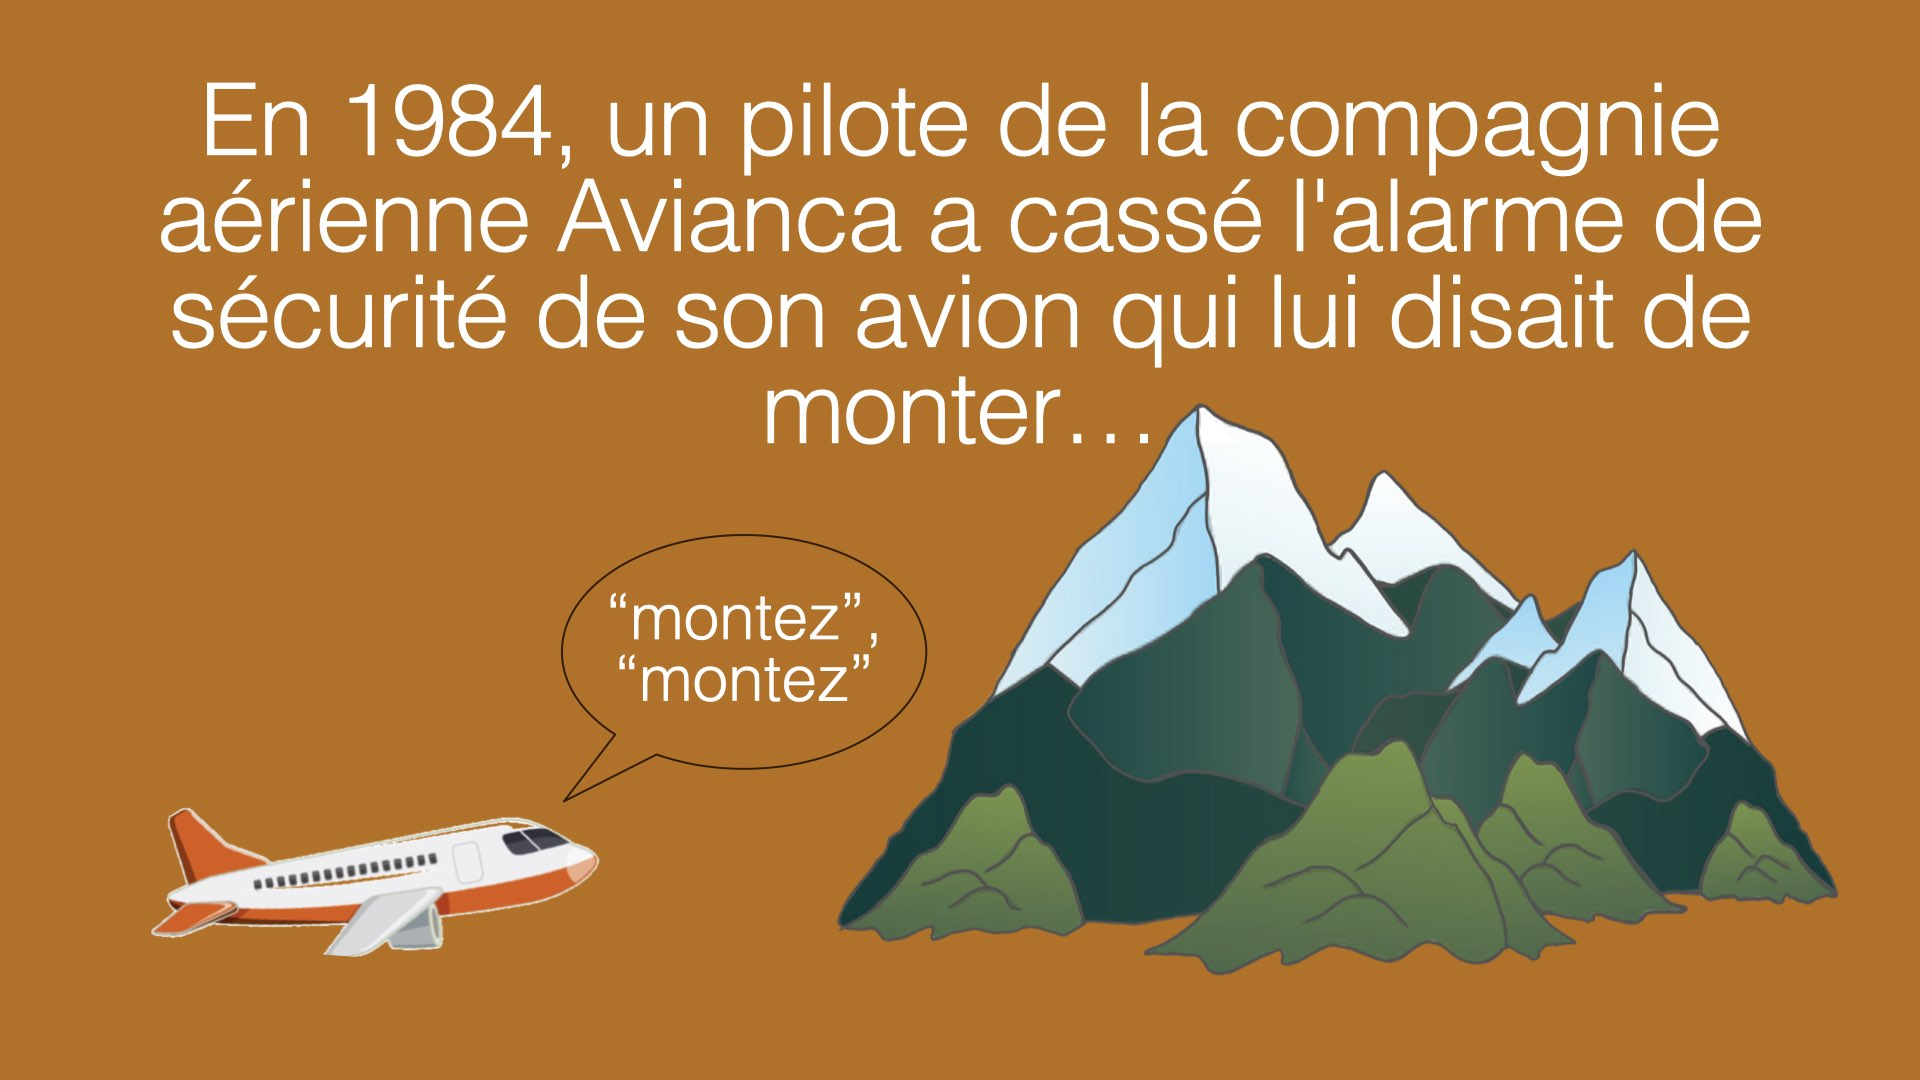 En 1984, un pilote de la compagnie
aérienne Avianca a cassé l'alarme de
sécurité de son avion qui lui disait de
monter…
“montez”,
“montez”